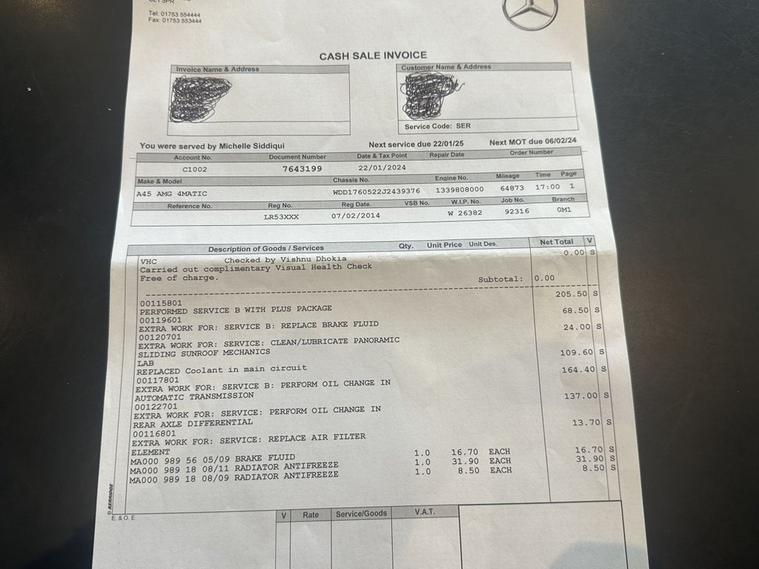 Tel: 01753 554444
Fax: 01753 553444
CASH SALE INVOICE
Invoice Name & Address
Customer Name & Address
Service Code: SER
You were served by Michelle Siddiqui
Next service due 22/01/25
Next MOT due 06/02/24
Account No. Document Number Date & Tax Point Repair Date Order Number
C1002 7643199 22/01/2024
Make & Model Chassis No. Engine No. Mileage Time Page
A45 AMG 4MATIC WDD1760522J2439376 1339808000 64873 17:00 1
Reference No. Reg No. Reg Date. VSB No. W.I.P. No. Job No. Branch
LR53XXX 07/02/2014 W 26382 92316 OM1
Description of Goods / Services Qty. Unit Price Unit Des. Net Total V
VHC Checked by Vishnu Dhokia 0.00 S
Carried out complimentary Visual Health Check
Free of charge. Subtotal: 0.00
00115801 205.50 S
PERFORMED SERVICE B WITH PLUS PACKAGE
00119601 68.50 S
EXTRA WORK FOR: SERVICE B: REPLACE BRAKE FLUID
00120701 24.00 S
EXTRA WORK FOR: SERVICE: CLEAN/LUBRICATE PANORAMIC
SLIDING SUNROOF MECHANICS
LAB 109.60 S
REPLACED Coolant in main circuit
00117801 164.40 S
EXTRA WORK FOR: SERVICE B: PERFORM OIL CHANGE IN
AUTOMATIC TRANSMISSION
00122701 137.00 S
EXTRA WORK FOR: SERVICE: PERFORM OIL CHANGE IN
REAR AXLE DIFFERENTIAL
00116801 13.70 S
EXTRA WORK FOR: SERVICE: REPLACE AIR FILTER
ELEMENT
MA000 989 56 05/09 BRAKE FLUID 1.0 16.70 EACH 16.70 S
MA000 989 18 08/11 RADIATOR ANTIFREEZE 1.0 31.90 EACH 31.90 S
MA000 989 18 08/09 RADIATOR ANTIFREEZE 1.0 8.50 EACH 8.50 S
E. & O. E
V Rate Service/Goods V.A.T.